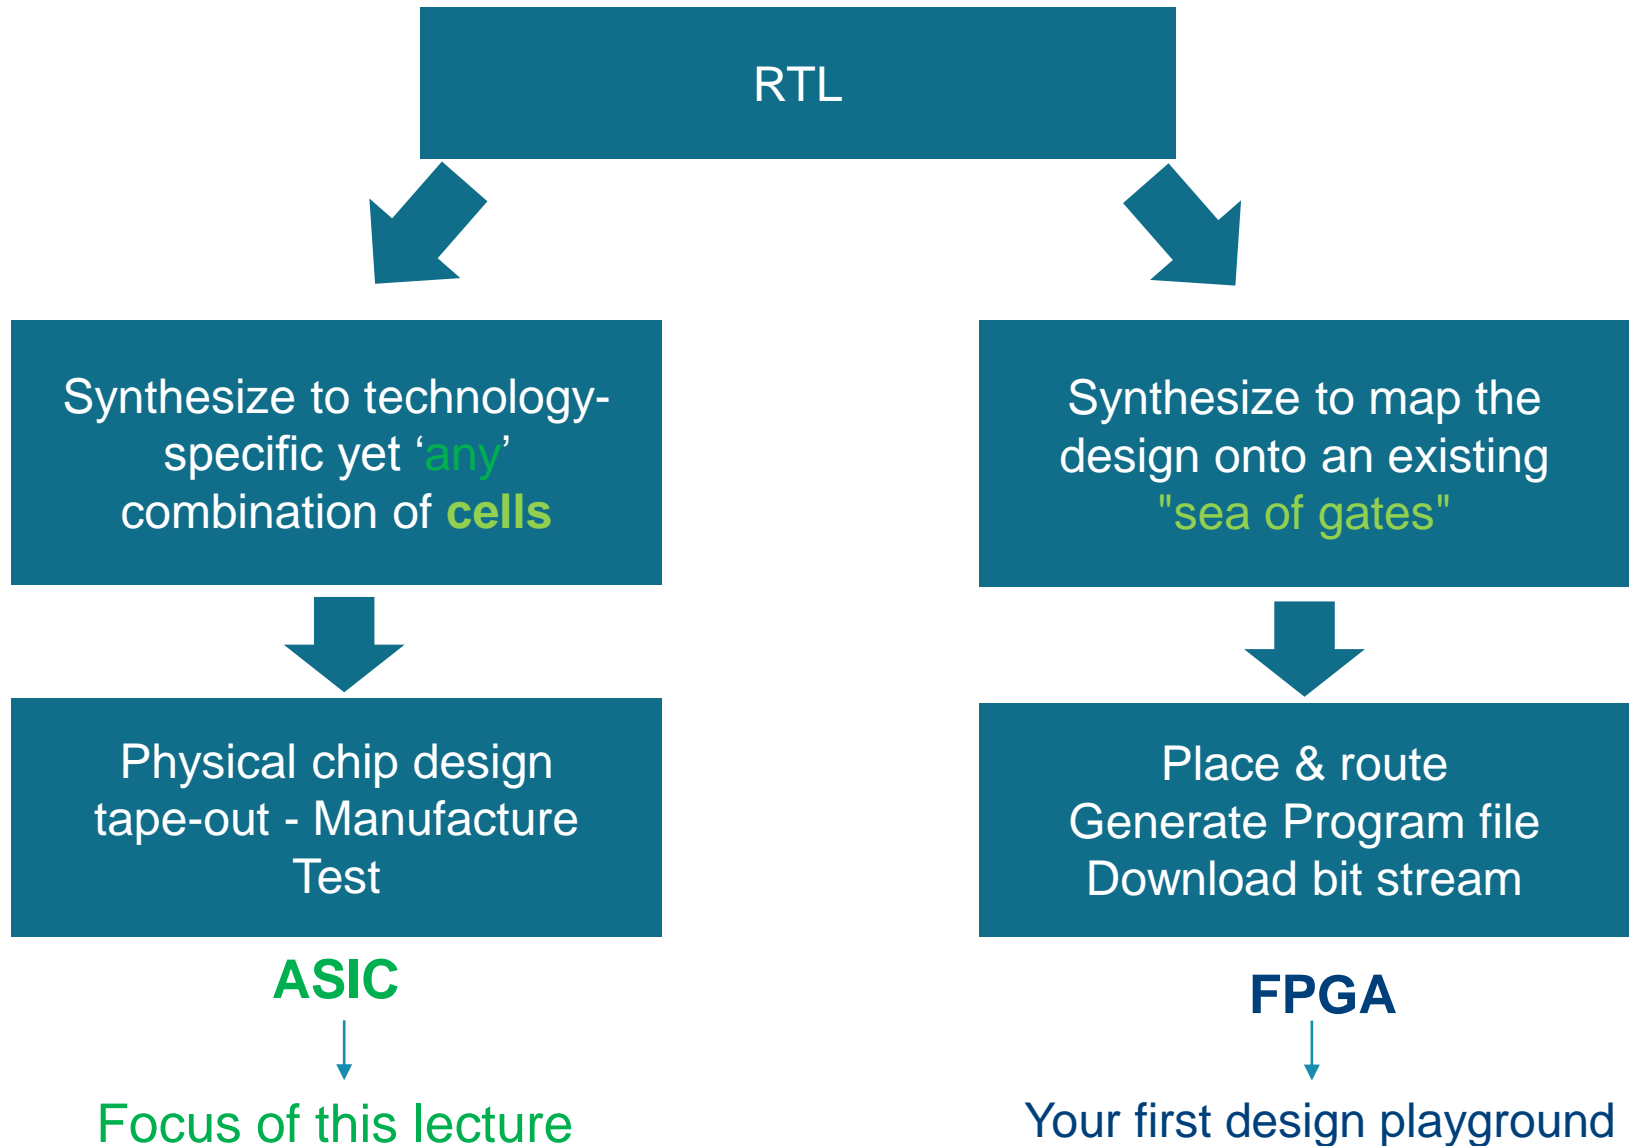 RTL
Synthesize to technology-
specific yet ‘any’
combination of cells
Synthesize to map the
design onto an existing
"sea of gates"
Physical chip design
tape-out - Manufacture
Test
Place & route
Generate Program file
Download bit stream
ASIC
FPGA
Focus of this lecture
Your first design playground